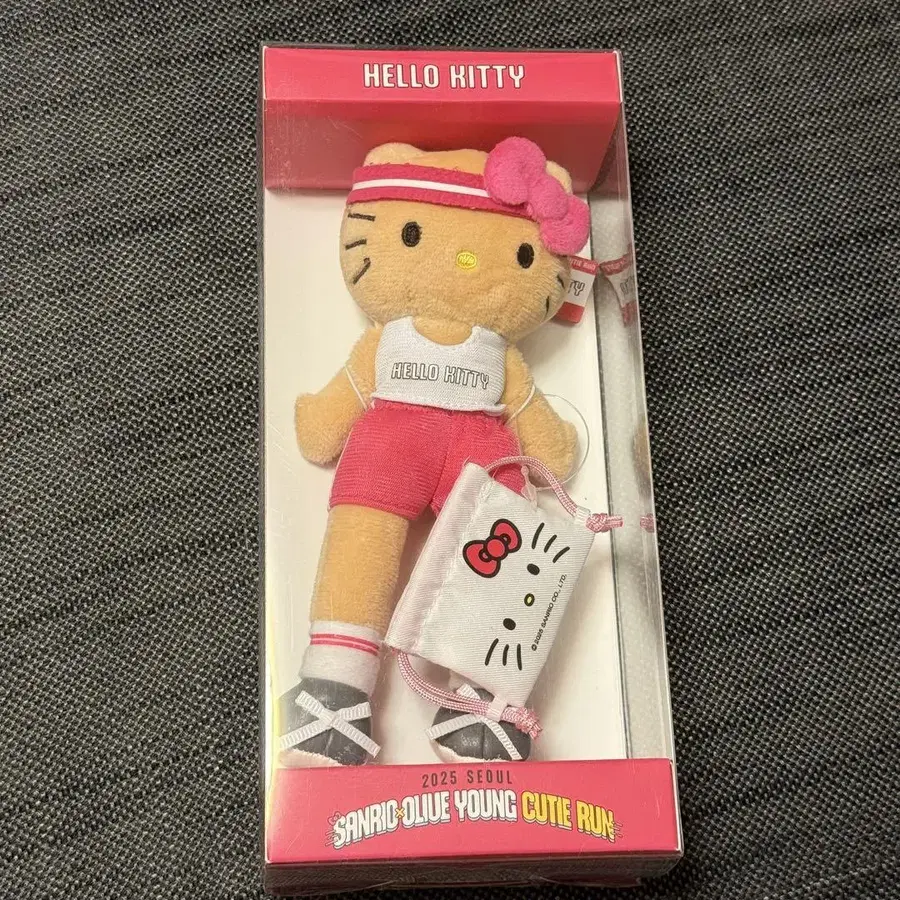 HELLO KITTY
HELLO KITTY
© 2025 SANRIO CO., LTD.
2025 SEOUL
SANRIO×OLIVE YOUNG CUTIE RUN